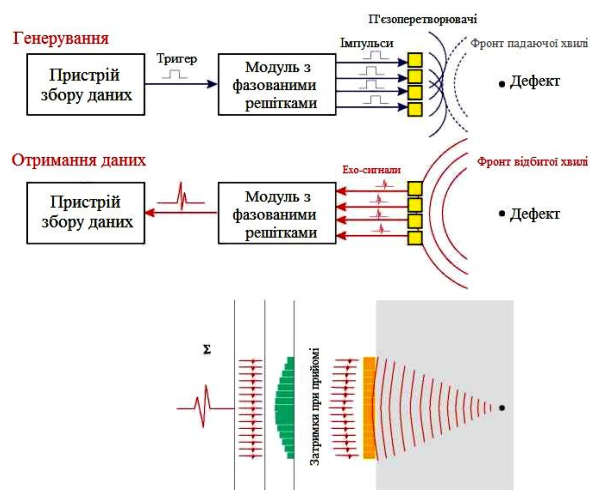 П'єзоперетворювачі
Генерування
Тригер
Імпульси
Фронт падаючої хвилі
Пристрій
збору даних
Модуль з
фазованими
решітками
Дефект
Отримання даних
Ехо-сигнали
Фронт відбитої хвилі
Пристрій
збору даних
Модуль з
фазованими
решітками
Дефект
Σ
Затримки при прийомі